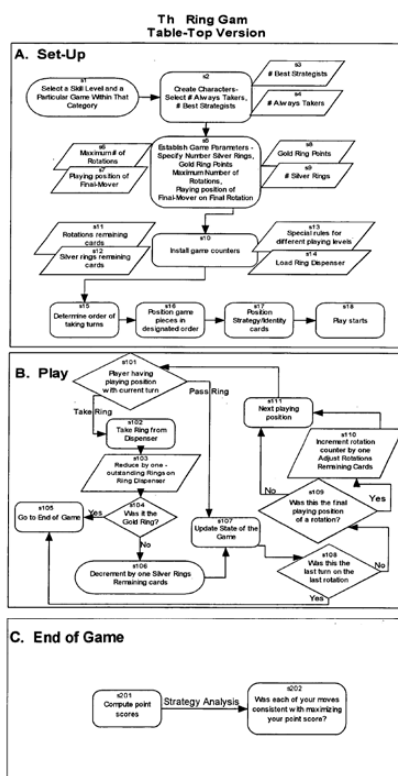 Th Ring Gam
Table-Top Version
A. Set-Up
s1
Select a Skill Level and a
Particular Game Within That
Category
s2
Create Characters-
Select # Always Takers,
# Best Strategists
s3
# Best Strategists
s4
# Always Takers
s5
Establish Game Parameters -
Specify Number Silver Rings,
Gold Ring Points
Maximum Number of
Rotations,
Playing position of
Final-Mover on Final Rotation
s6
Maximum # of
Rotations
s7
Playing position of
Final-Mover
s8
Gold Ring Points
s9
# Silver Rings
s10
Install game counters
s11
Rotations remaining
cards
s12
Silver rings remaining
cards
s13
Special rules for
different playing levels
s14
Load Ring Dispenser
s15
Determine order of
taking turns
s16
Position game
pieces in
designated order
s17
Position
Strategy/Identity
cards
s18
Play starts
B. Play
s101
Player having
playing position
with current turn
Take Ring
Pass Ring
s102
Take Ring from
Dispenser
s103
Reduce by one -
outstanding Rings on
Ring Dispenser
s104
Was it the
Gold Ring?
Yes
No
s105
Go to End of Game
s106
Decrement by one Silver Rings
Remaining cards
s107
Update State of the
Game
s108
Was this the
last turn on the
last rotation
Yes
No
s109
Was this the final
playing position
of a rotation?
No
Yes
s110
Increment rotation
counter by one
Adjust Rotations
Remaining Cards
s111
Next playing
position
C. End of Game
s201
Compute point
scores
Strategy Analysis
s202
Was each of your moves
consistent with maximizing
your point score?